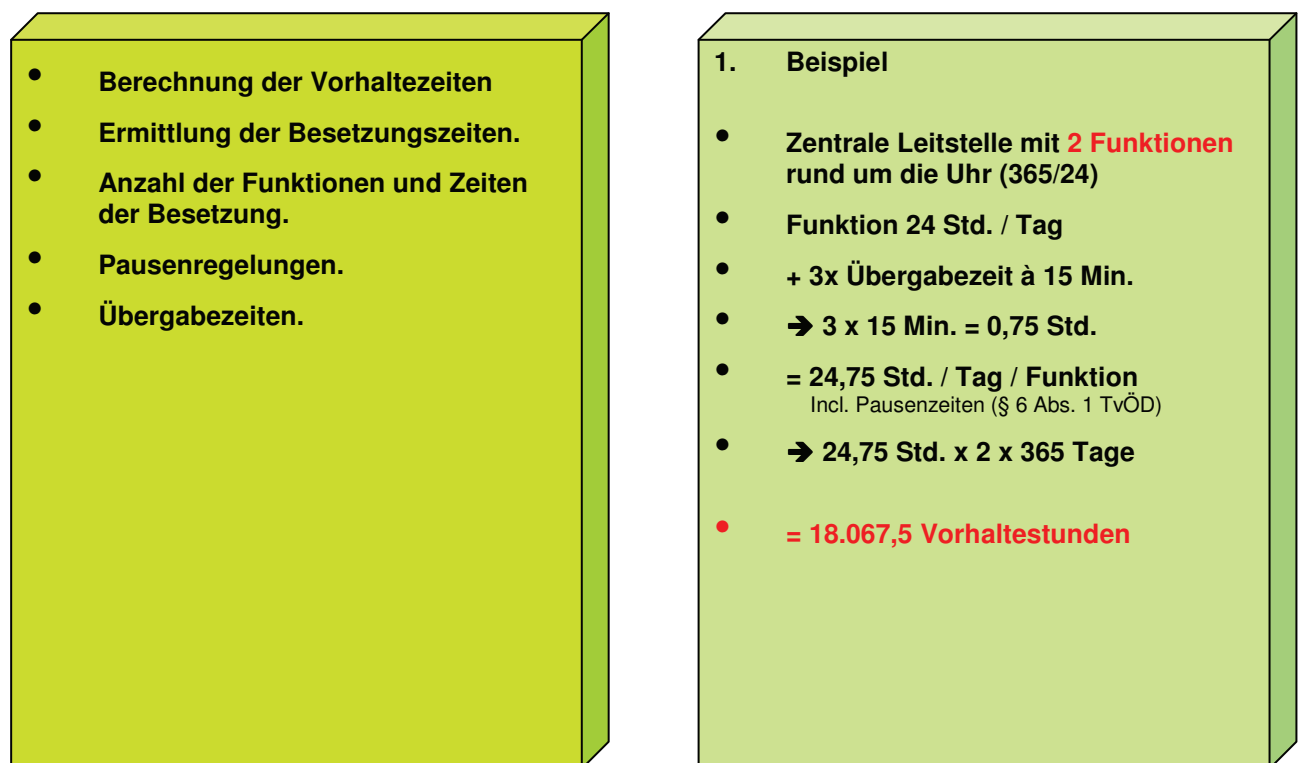 • Berechnung der Vorhaltezeiten
• Ermittlung der Besetzungszeiten.
• Anzahl der Funktionen und Zeiten
der Besetzung.
• Pausenregelungen.
• Übergabezeiten.
1. Beispiel
• Zentrale Leitstelle mit 2 Funktionen
rund um die Uhr (365/24)
• Funktion 24 Std. / Tag
• + 3x Übergabezeit à 15 Min.
• ➔ 3 x 15 Min. = 0,75 Std.
• = 24,75 Std. / Tag / Funktion
Incl. Pausenzeiten (§ 6 Abs. 1 TvÖD)
• ➔ 24,75 Std. x 2 x 365 Tage
• = 18.067,5 Vorhaltestunden